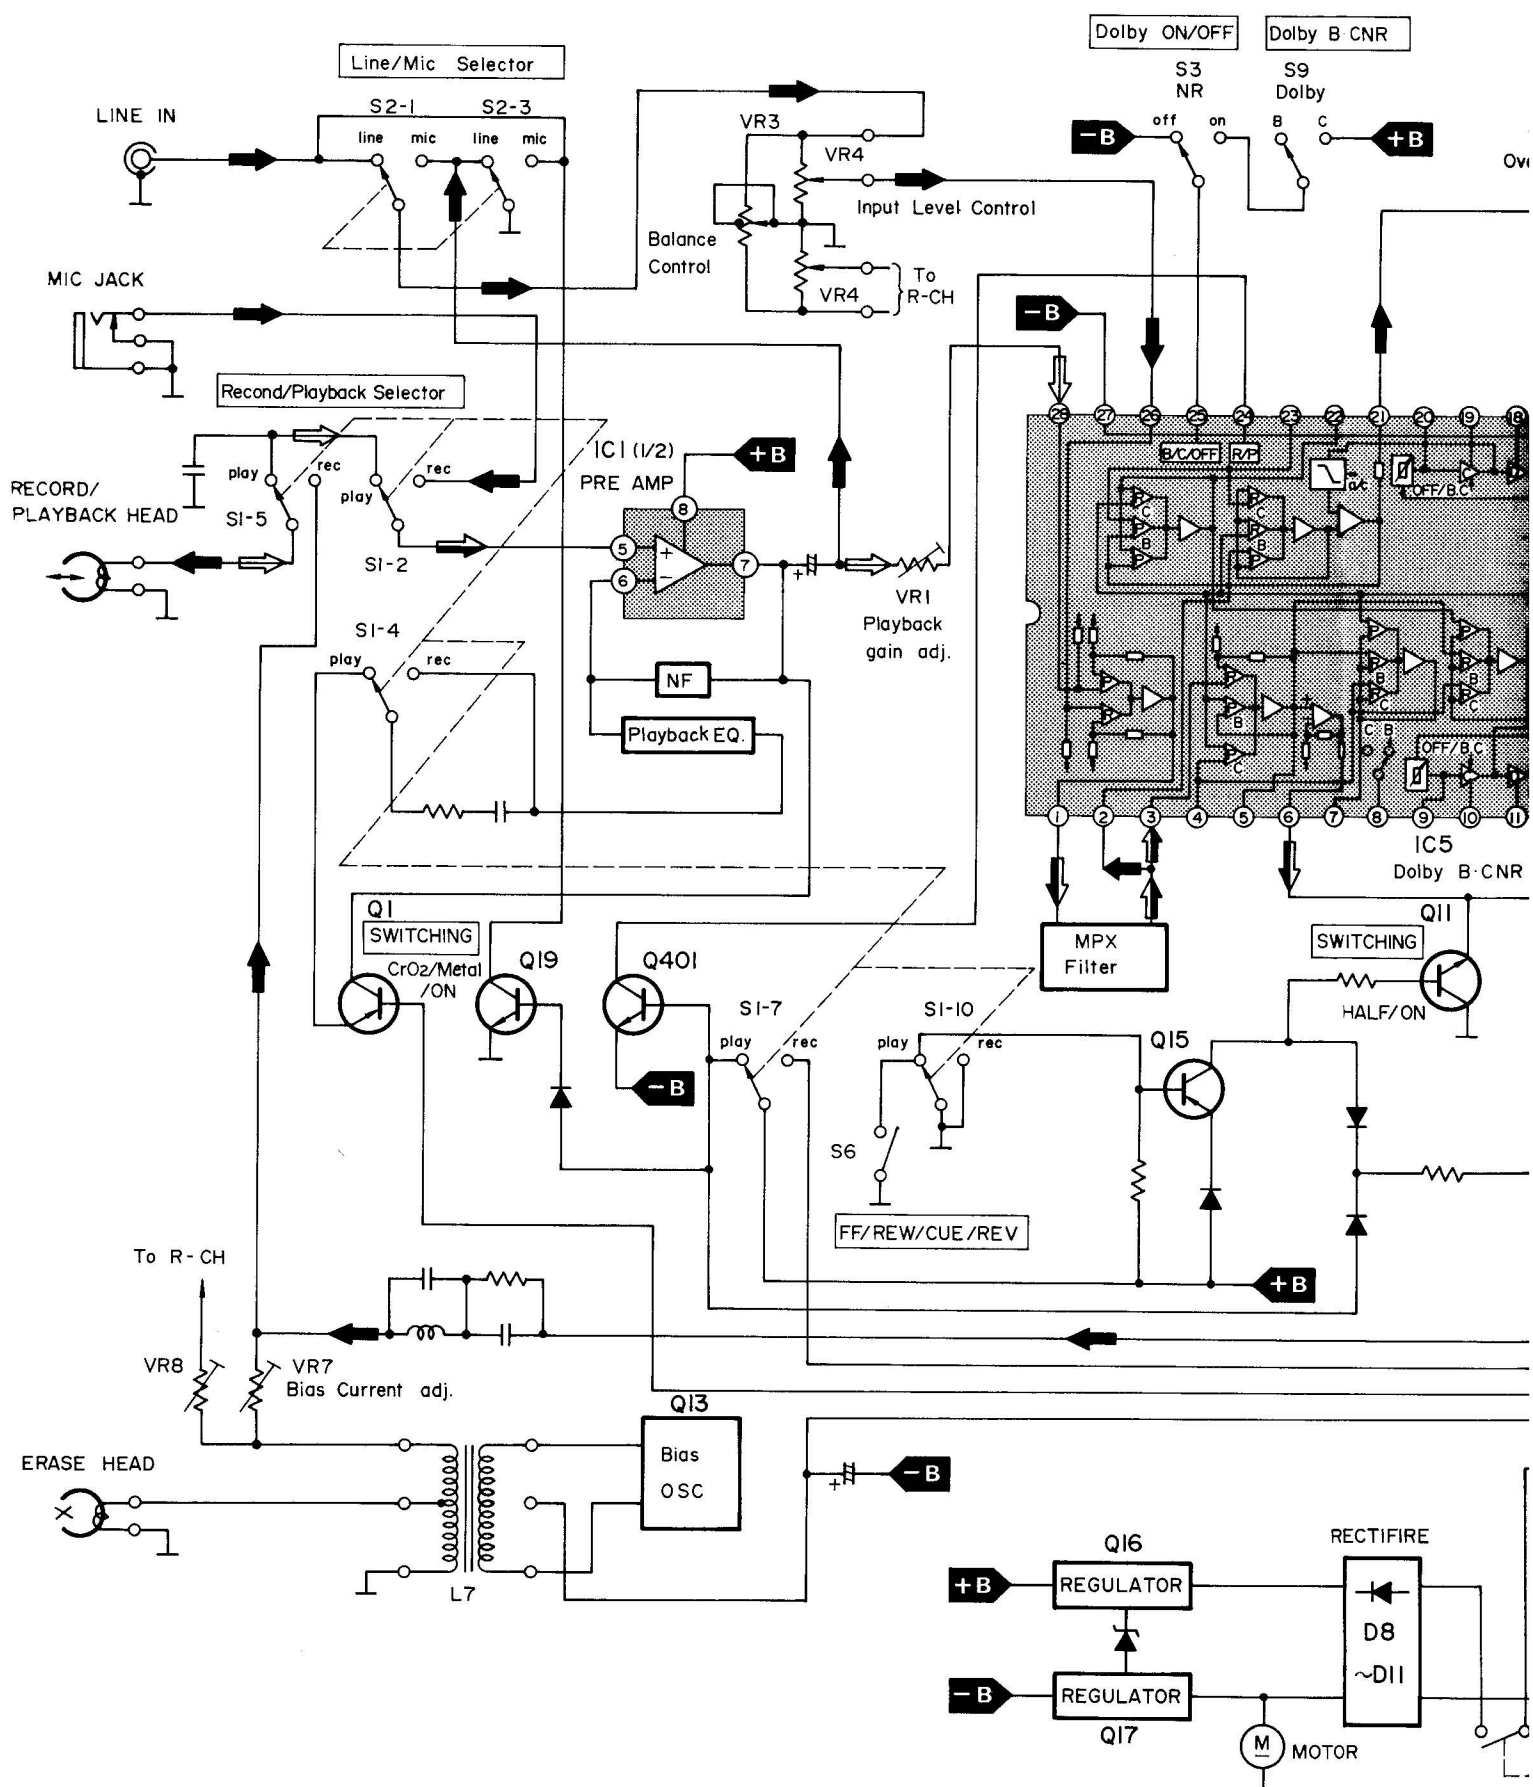 Dolby ON/OFF
Dolby B·CNR
Line/Mic Selector
S3
NR
S9
Dolby
S2-1
S2-3
LINE IN
line
mic
line
mic
VR3
VR4
off
on
B
C
-B
+B
Input Level Control
Balance
Control
To
R-CH
VR4
MIC JACK
-B
Recond/Playback Selector
28
27
26
25
24
23
22
21
20
19
18
B/C/OFF
R/P
OFF/B.C
IC1 (1/2)
PRE AMP
+B
play
rec
rec
play
RECORD/
PLAYBACK HEAD
S1-5
S1-2
8
5
6
7
+
-
+
C
B
C
B
VR1
Playback
gain adj.
S1-4
play
rec
NF
Playback EQ.
P
R
P
P
B
P
C
+
-
P
R
B
R
C
P
R
B
R
C
C
B
OFF/B.C
1
2
3
4
5
6
7
8
9
10
11
IC5
Dolby B·CNR
Q1
SWITCHING
CrO2/Metal
/ON
Q19
Q401
MPX
Filter
Q11
SWITCHING
HALF/ON
S1-7
play
rec
S1-10
play
rec
Q15
-B
S6
FF/REW/CUE/REV
+B
To R-CH
VR8
VR7
Bias Current adj.
Q13
Bias
OSC
ERASE HEAD
+
-B
L7
Q16
RECTIFIRE
+B
REGULATOR
D8
~D11
-B
REGULATOR
Q17
M
MOTOR